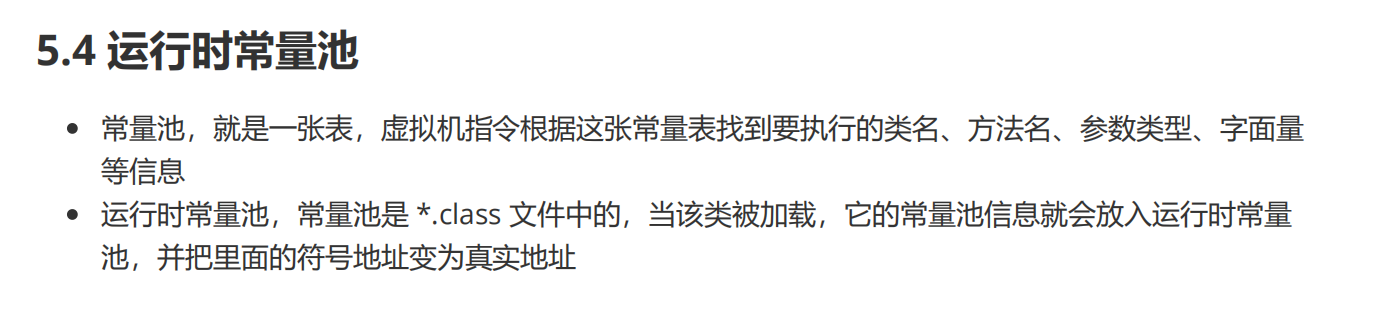 5.4 运行时常量池
常量池，就是一张表，虚拟机指令根据这张常量表找到要执行的类名、方法名、参数类型、字面量
等信息
运行时常量池，常量池是 *.class 文件中的，当该类被加载，它的常量池信息就会放入运行时常量
池，并把里面的符号地址变为真实地址